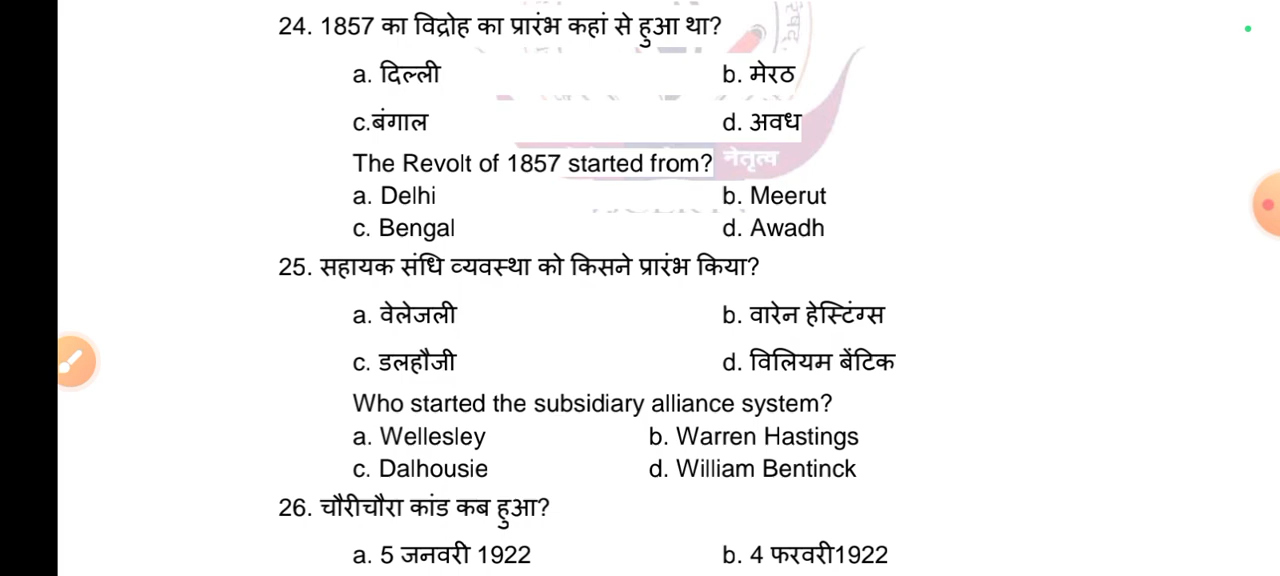 24. 1857 का विद्रोह का प्रारंभ कहां से हुआ था?
a. दिल्ली b. मेरठ
c.बंगाल d. अवध
नेतृत्व
The Revolt of 1857 started from?
a. Delhi b. Meerut
c. Bengal d. Awadh
25. सहायक संधि व्यवस्था को किसने प्रारंभ किया?
a. वेलेजली b. वारेन हेस्टिंग्स
c. डलहौजी d. विलियम बेंटिक
Who started the subsidiary alliance system?
a. Wellesley b. Warren Hastings
c. Dalhousie d. William Bentinck
26. चौरीचौरा कांड कब हुआ?
a. 5 जनवरी 1922 b. 4 फरवरी1922